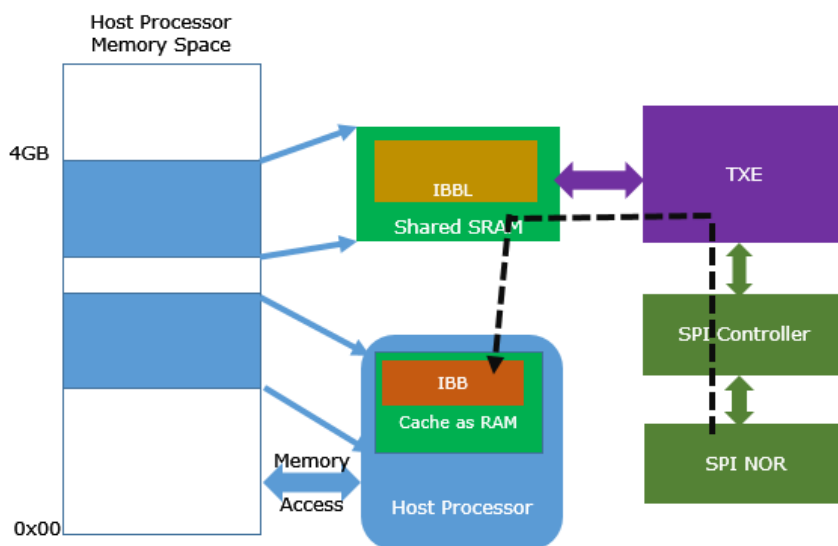 Host Processor
Memory Space
4GB
0x00
IBBL
Shared SRAM
TXE
SPI Controller
SPI NOR
IBB
Cache as RAM
Host Processor
Memory
Access